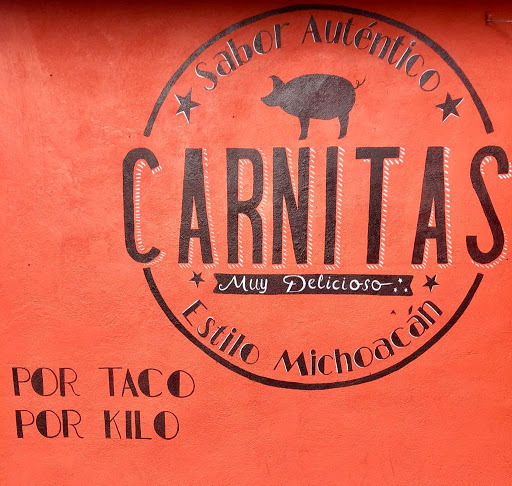 Sabor Auténtico
CARNITAS
Muy Delicioso
Estilo Michoacán
POR TACO
POR KILO